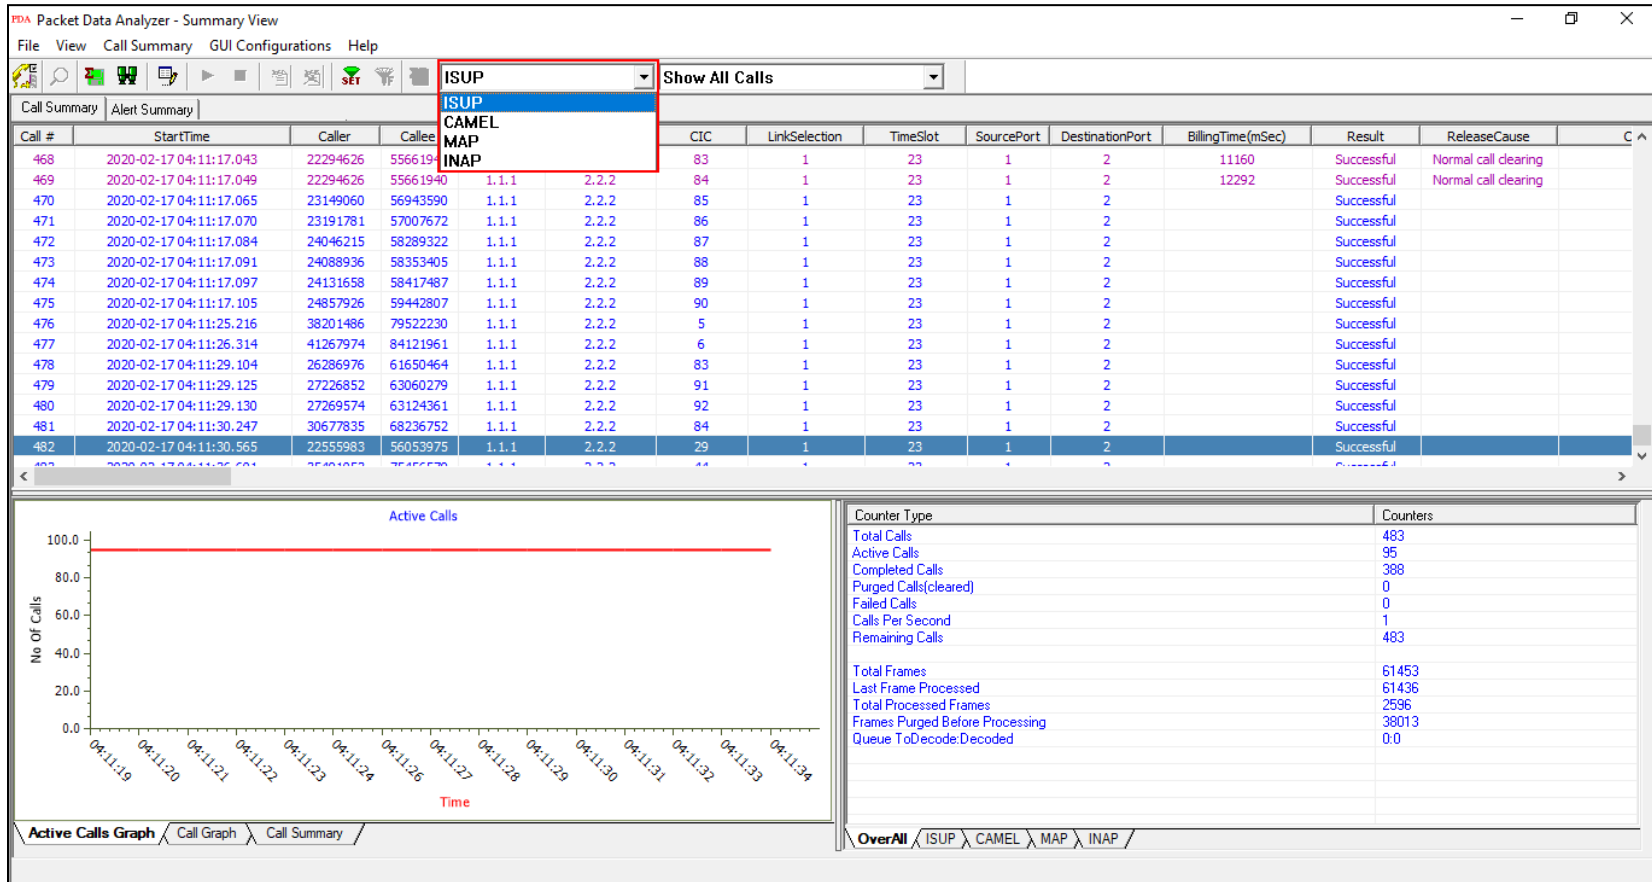 PDA Packet Data Analyzer - Summary View
File View Call Summary GUI Configurations Help
SET ISUP Show All Calls
ISUP
CAMEL
MAP
INAP
Call Summary Alert Summary
Call # StartTime Caller Callee CIC LinkSelection TimeSlot SourcePort DestinationPort BillingTime(mSec) Result ReleaseCause C
468 2020-02-17 04:11:17.043 22294626 556619 83 1 23 1 2 11160 Successful Normal call clearing
469 2020-02-17 04:11:17.049 22294626 55661940 1.1.1 2.2.2 84 1 23 1 2 12292 Successful Normal call clearing
470 2020-02-17 04:11:17.065 23149060 56943590 1.1.1 2.2.2 85 1 23 1 2 Successful
471 2020-02-17 04:11:17.070 23191781 57007672 1.1.1 2.2.2 86 1 23 1 2 Successful
472 2020-02-17 04:11:17.084 24046215 58289322 1.1.1 2.2.2 87 1 23 1 2 Successful
473 2020-02-17 04:11:17.091 24088936 58353405 1.1.1 2.2.2 88 1 23 1 2 Successful
474 2020-02-17 04:11:17.097 24131658 58417487 1.1.1 2.2.2 89 1 23 1 2 Successful
475 2020-02-17 04:11:17.105 24857926 59442807 1.1.1 2.2.2 90 1 23 1 2 Successful
476 2020-02-17 04:11:25.216 38201486 79522230 1.1.1 2.2.2 5 1 23 1 2 Successful
477 2020-02-17 04:11:26.314 41267974 84121961 1.1.1 2.2.2 6 1 23 1 2 Successful
478 2020-02-17 04:11:29.104 26286976 61650464 1.1.1 2.2.2 83 1 23 1 2 Successful
479 2020-02-17 04:11:29.125 27226852 63060279 1.1.1 2.2.2 91 1 23 1 2 Successful
480 2020-02-17 04:11:29.130 27269574 63124361 1.1.1 2.2.2 92 1 23 1 2 Successful
481 2020-02-17 04:11:30.247 30677835 68236752 1.1.1 2.2.2 84 1 23 1 2 Successful
482 2020-02-17 04:11:30.565 22555983 56053975 1.1.1 2.2.2 29 1 23 1 2 Successful
Active Calls
100.0
80.0
60.0
40.0
20.0
0.0
No Of Calls
04:11:19 04:11:20 04:11:21 04:11:22 04:11:23 04:11:24 04:11:26 04:11:27 04:11:28 04:11:29 04:11:30 04:11:31 04:11:32 04:11:33 04:11:34
Time
Active Calls Graph Call Graph Call Summary
Counter Type Counters
Total Calls 483
Active Calls 95
Completed Calls 388
Purged Calls(cleared) 0
Failed Calls 0
Calls Per Second 1
Remaining Calls 483
Total Frames 61453
Last Frame Processed 61436
Total Processed Frames 2596
Frames Purged Before Processing 38013
Queue ToDecode:Decoded 0:0
OverAll ISUP CAMEL MAP INAP